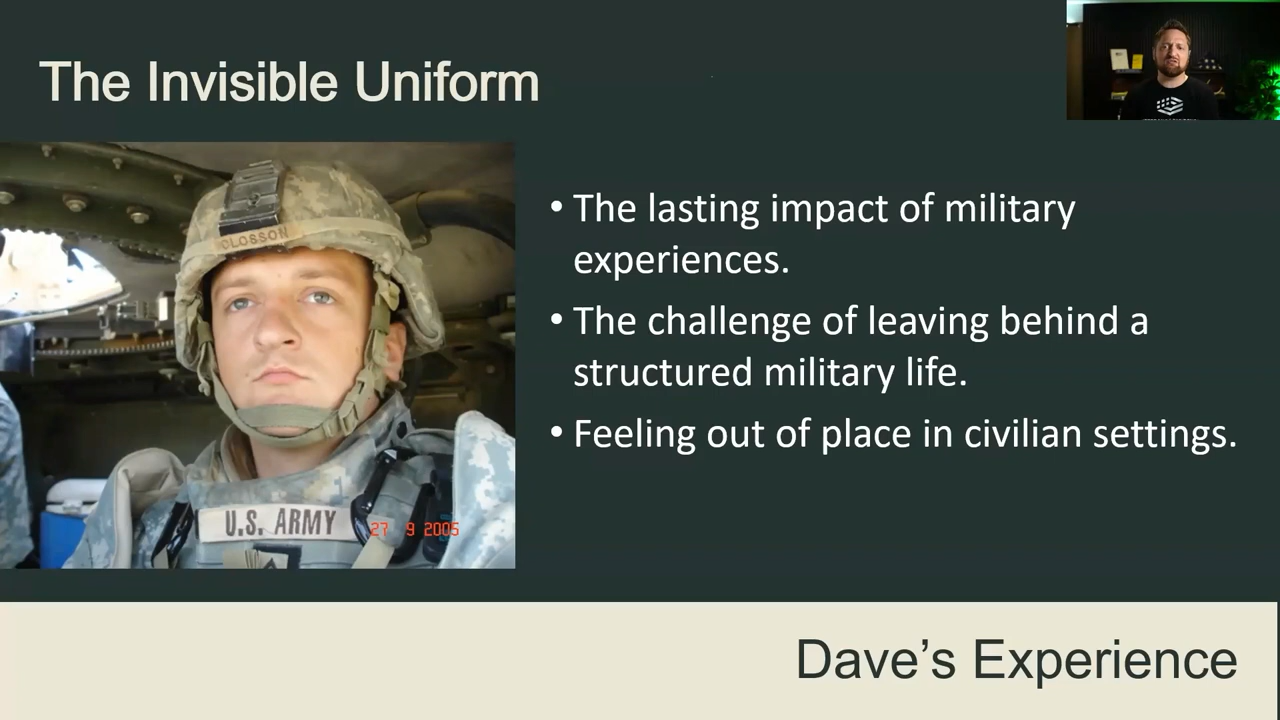 The Invisible Uniform
CLOSSON
U.S. ARMY
27 9 2005
• The lasting impact of military
experiences.
• The challenge of leaving behind a
structured military life.
• Feeling out of place in civilian settings.
Dave’s Experience